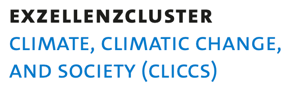 EXZELLENZCLUSTER
CLIMATE, CLIMATIC CHANGE,
AND SOCIETY (CLICCS)